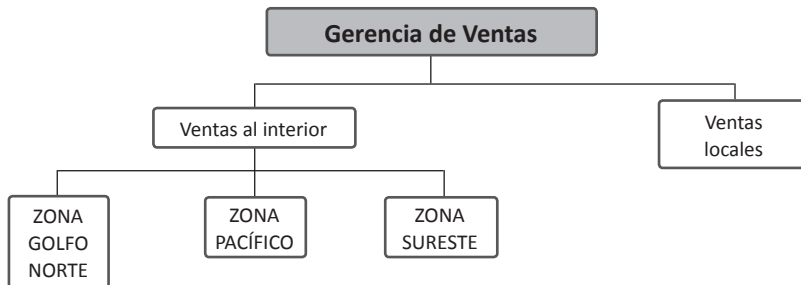 Gerencia de Ventas
Ventas al interior
Ventas
locales
ZONA
GOLFO
NORTE
ZONA
PACÍFICO
ZONA
SURESTE